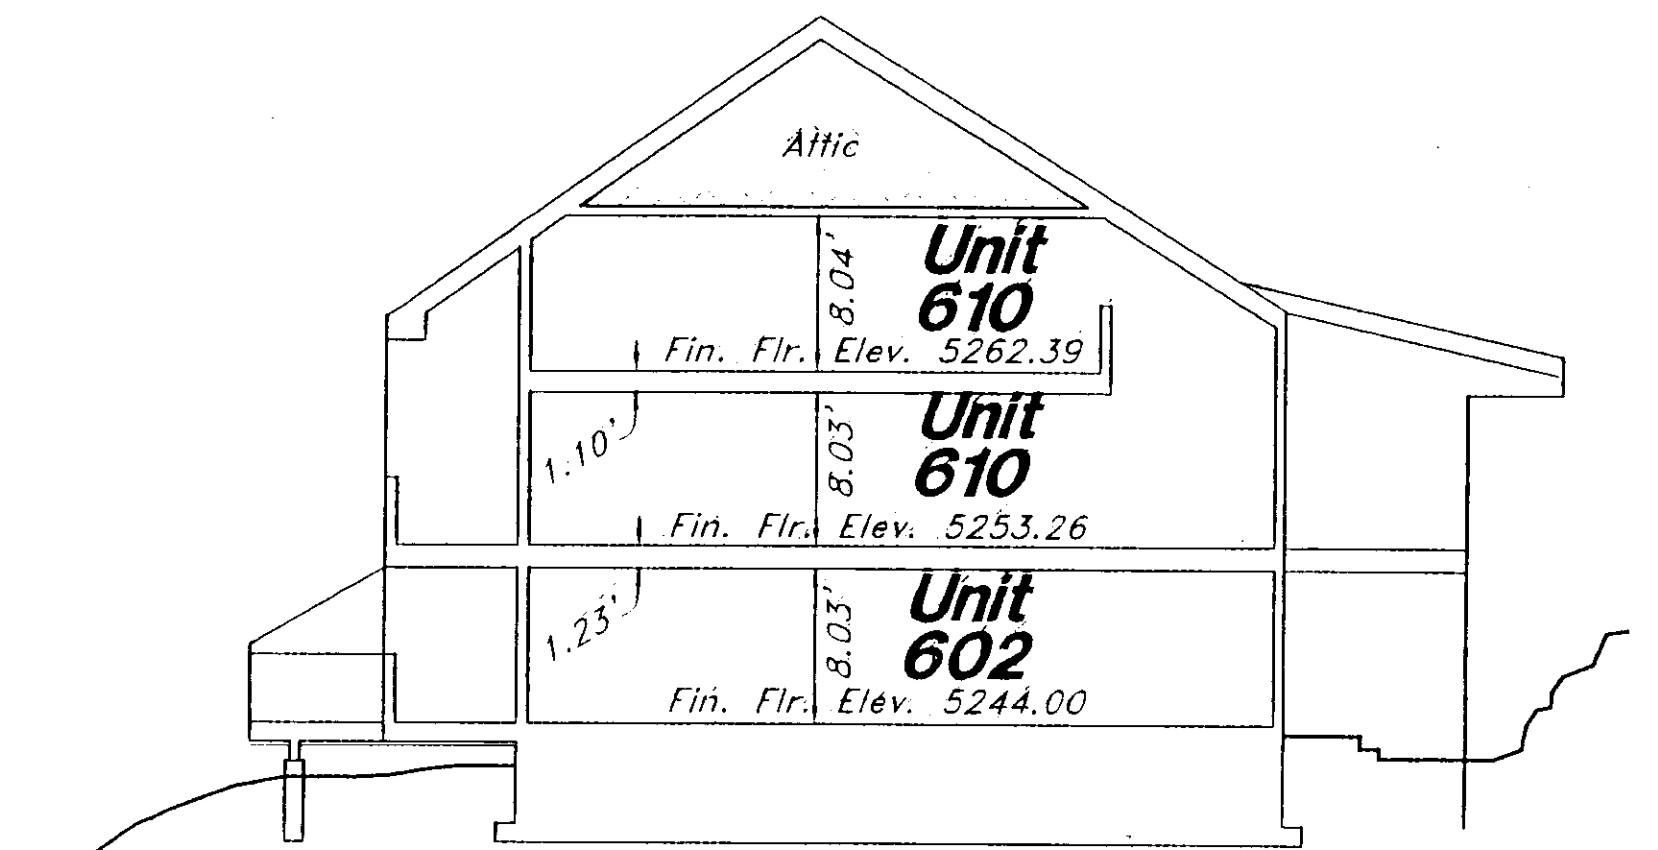 Attic
8.04'
Unit
610
Fin. Flr. Elev. 5262.39
1.10'
8.03'
Unit
610
Fin. Flr. Elev. 5253.26
1.23'
8.03'
Unit
602
Fin. Flr. Elev. 5244.00